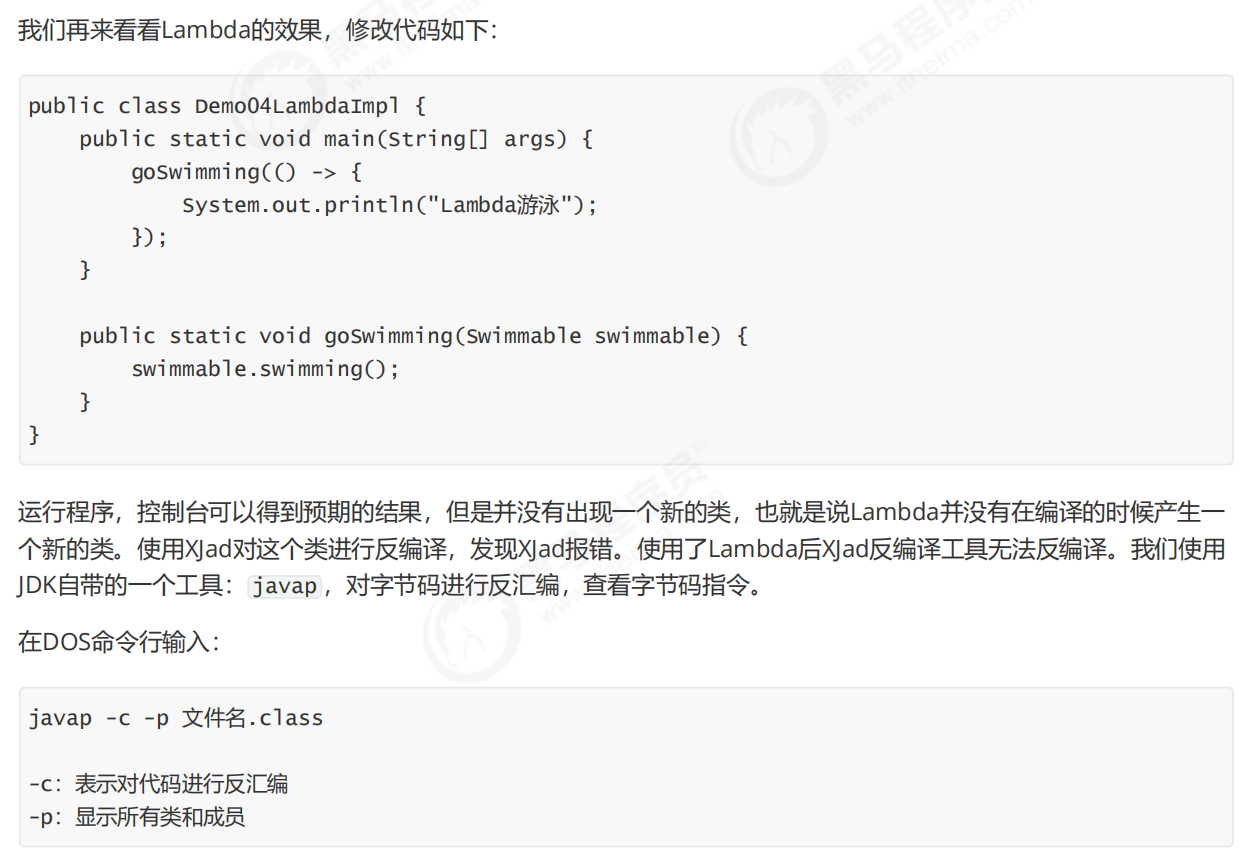 我们再来看看Lambda的效果，修改代码如下：
public class Demo04LambdaImpl {
    public static void main(String[] args) {
        goSwimming(() -> {
            System.out.println("Lambda游泳");
        });
    }

    public static void goSwimming(Swimmable swimmable) {
        swimmable.swimming();
    }
}
运行程序，控制台可以得到预期的结果，但是并没有出现一个新的类，也就是说Lambda并没有在编译的时候产生一
个新的类。使用XJad对这个类进行反编译，发现XJad报错。使用了Lambda后XJad反编译工具无法反编译。我们使用
JDK自带的一个工具： javap ，对字节码进行反汇编，查看字节码指令。
在DOS命令行输入：
javap -c -p 文件名.class

-c：表示对代码进行反汇编
-p：显示所有类和成员